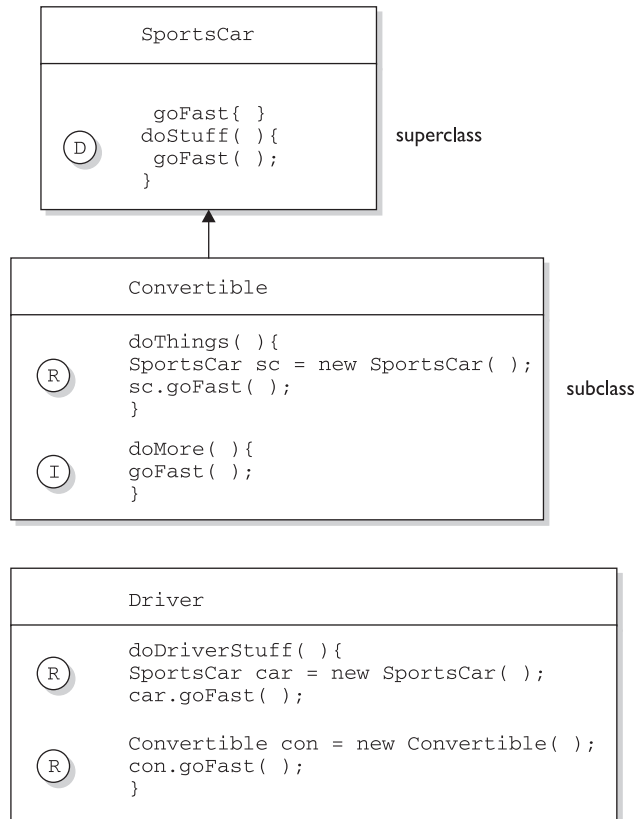 SportsCar
goFast{ }
D
doStuff( ){
goFast( );
}
superclass
Convertible
doThings( ){
R
SportsCar sc = new SportsCar( );
sc.goFast( );
}
subclass
doMore( ){
I
goFast( );
}
Driver
doDriverStuff( ){
R
SportsCar car = new SportsCar( );
car.goFast( );
Convertible con = new Convertible( );
R
con.goFast( );
}